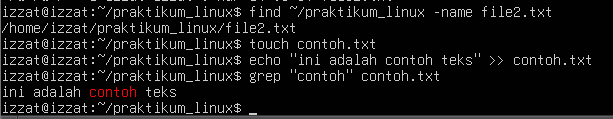 izzat@izzat:~/praktikum_linux$ find ~/praktikum_linux -name file2.txt
/home/izzat/praktikum_linux/file2.txt
izzat@izzat:~/praktikum_linux$ touch contoh.txt
izzat@izzat:~/praktikum_linux$ echo "ini adalah contoh teks" >> contoh.txt
izzat@izzat:~/praktikum_linux$ grep "contoh" contoh.txt
ini adalah contoh teks
izzat@izzat:~/praktikum_linux$ _